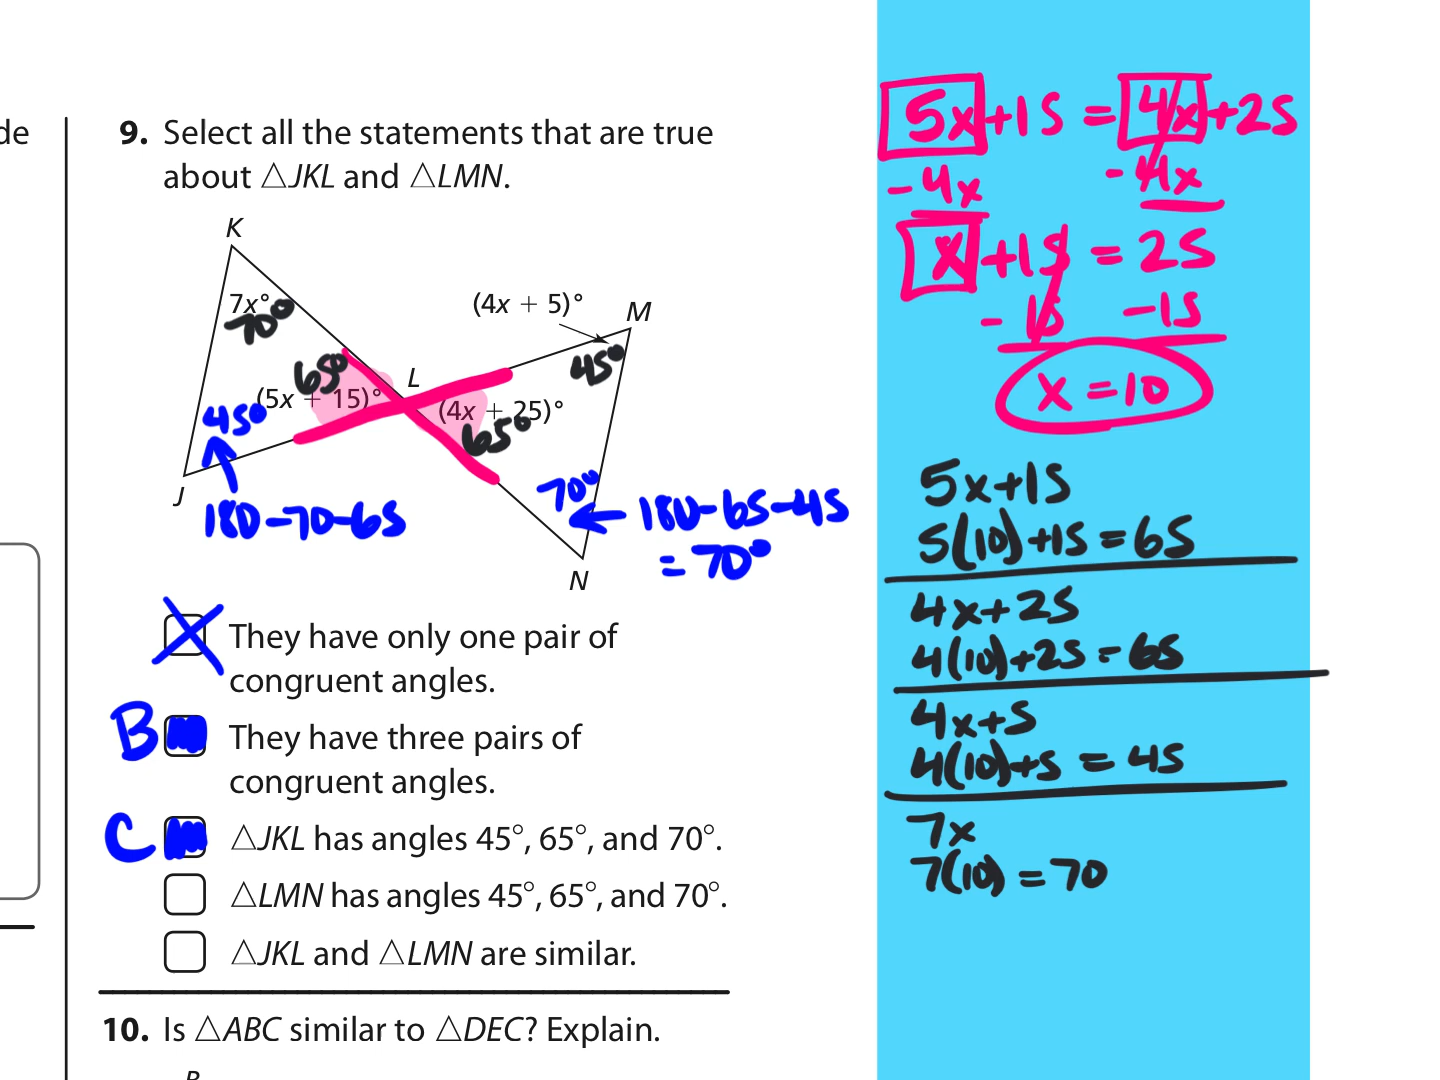 de
9. Select all the statements that are true
about △JKL and △LMN.
K
7x°
70°
(4x + 5)°
M
45°
65°
L
(5x + 15)°
(4x + 25)°
65°
45°
J
180-70-65
70°
180-65-45
= 70°
N
They have only one pair of
congruent angles.
B
They have three pairs of
congruent angles.
C
△JKL has angles 45°, 65°, and 70°.
△LMN has angles 45°, 65°, and 70°.
△JKL and △LMN are similar.
10. Is △ABC similar to △DEC? Explain.
5x+15 = 4x+25
-4x -4x
x+15 = 25
-15 -15
x=10
5x+15
5(10)+15=65
4x+25
4(10)+25=65
4x+5
4(10)+5=45
7x
7(10)=70